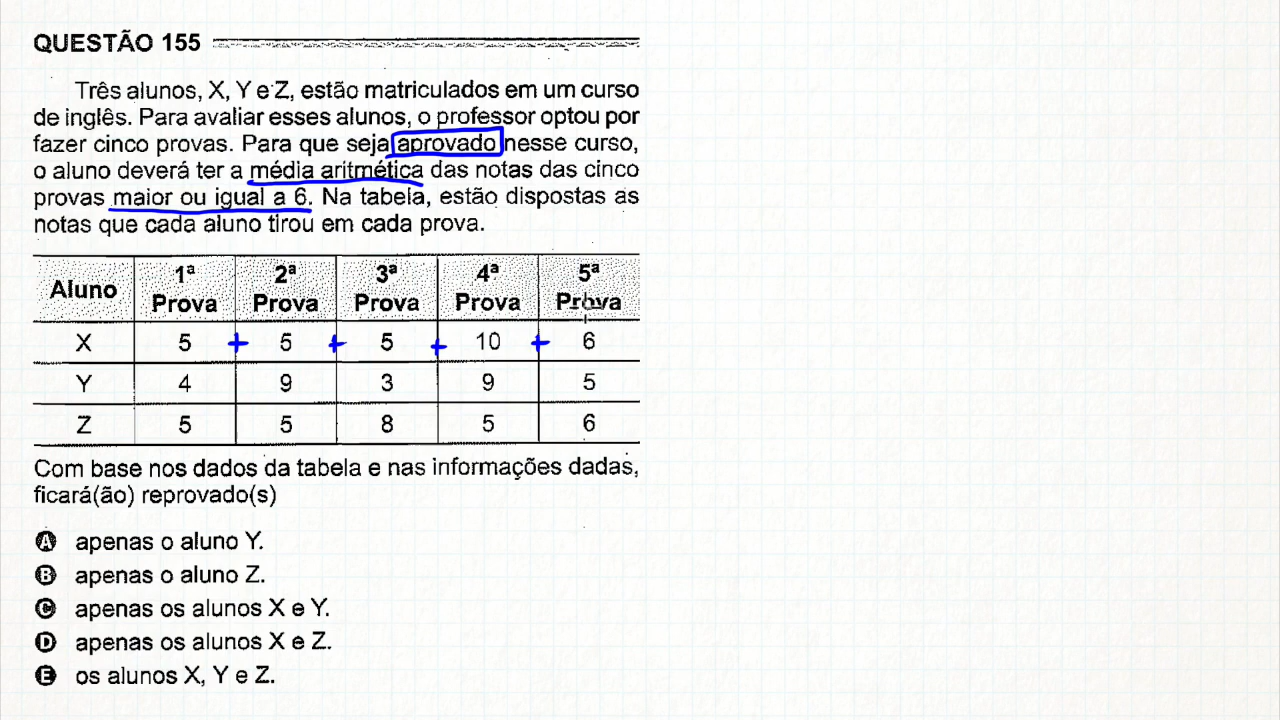 QUESTÃO 155
Três alunos, X, Y e Z, estão matriculados em um curso
de inglês. Para avaliar esses alunos, o professor optou por
fazer cinco provas. Para que seja aprovado nesse curso,
o aluno deverá ter a média aritmética das notas das cinco
provas maior ou igual a 6. Na tabela, estão dispostas as
notas que cada aluno tirou em cada prova.
Aluno 1ª Prova 2ª Prova 3ª Prova 4ª Prova 5ª Prova
X 5 + 5 + 5 + 10 + 6
Y 4 9 3 9 5
Z 5 5 8 5 6
Com base nos dados da tabela e nas informações dadas,
ficará(ão) reprovado(s)
A apenas o aluno Y.
B apenas o aluno Z.
C apenas os alunos X e Y.
D apenas os alunos X e Z.
E os alunos X, Y e Z.